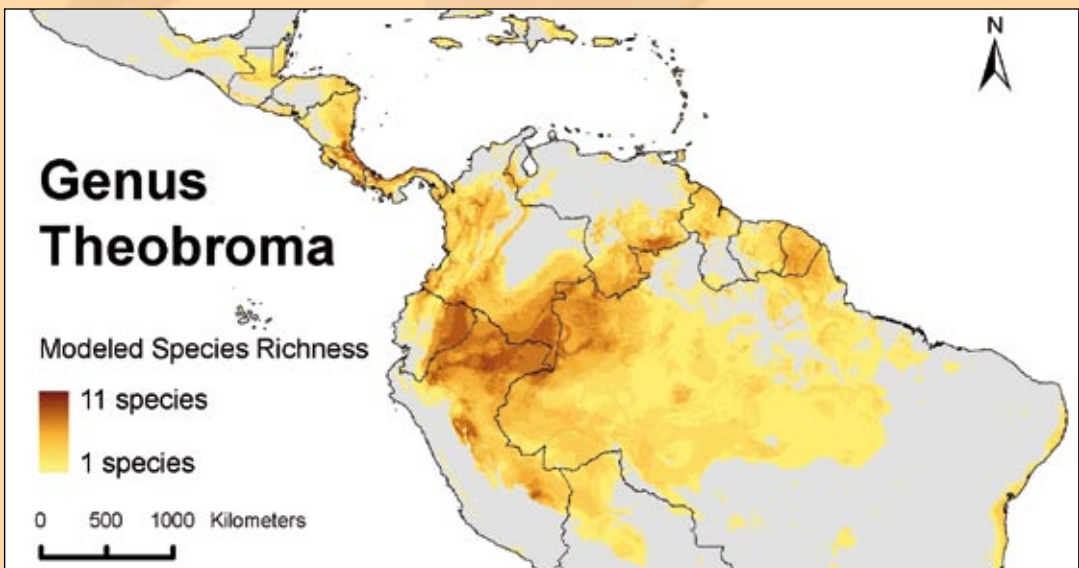 N
Genus
Theobroma
Modeled Species Richness
11 species
1 species
0 500 1000 Kilometers